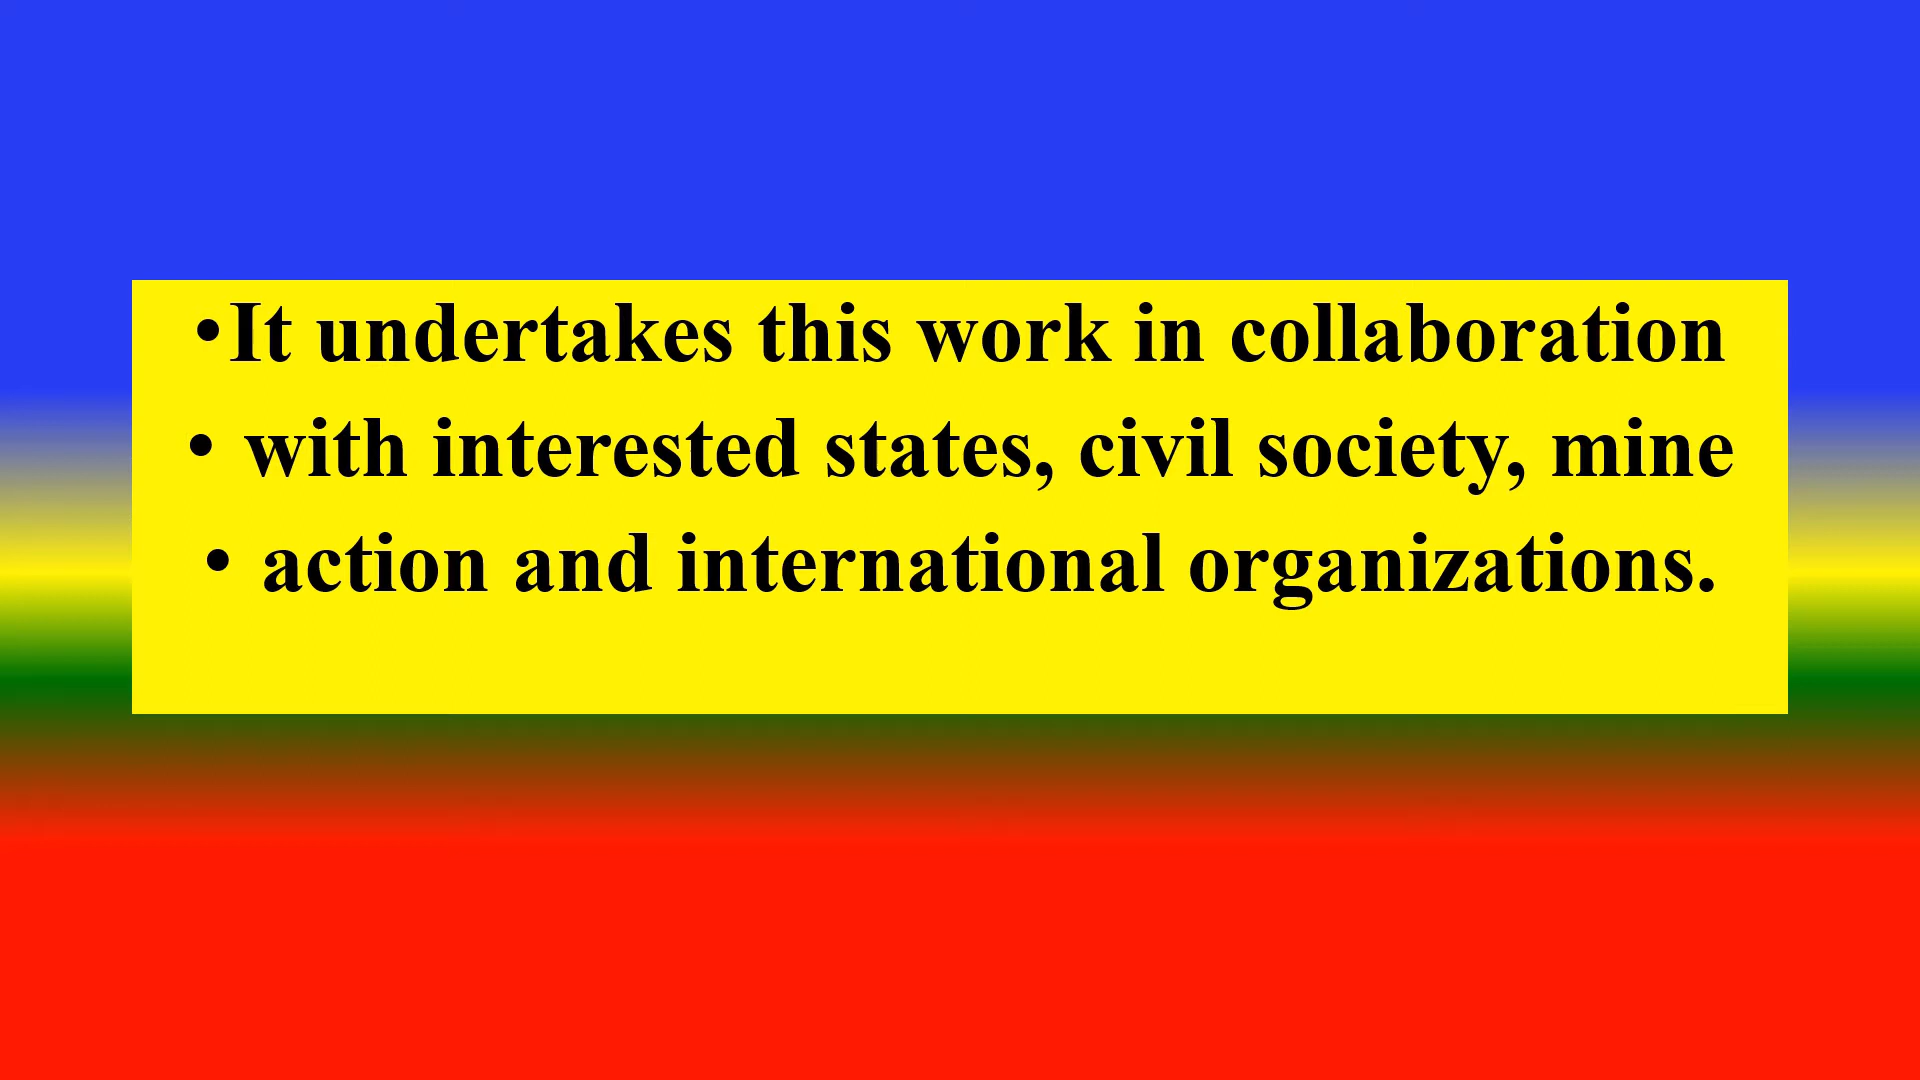 •It undertakes this work in collaboration
• with interested states, civil society, mine
• action and international organizations.